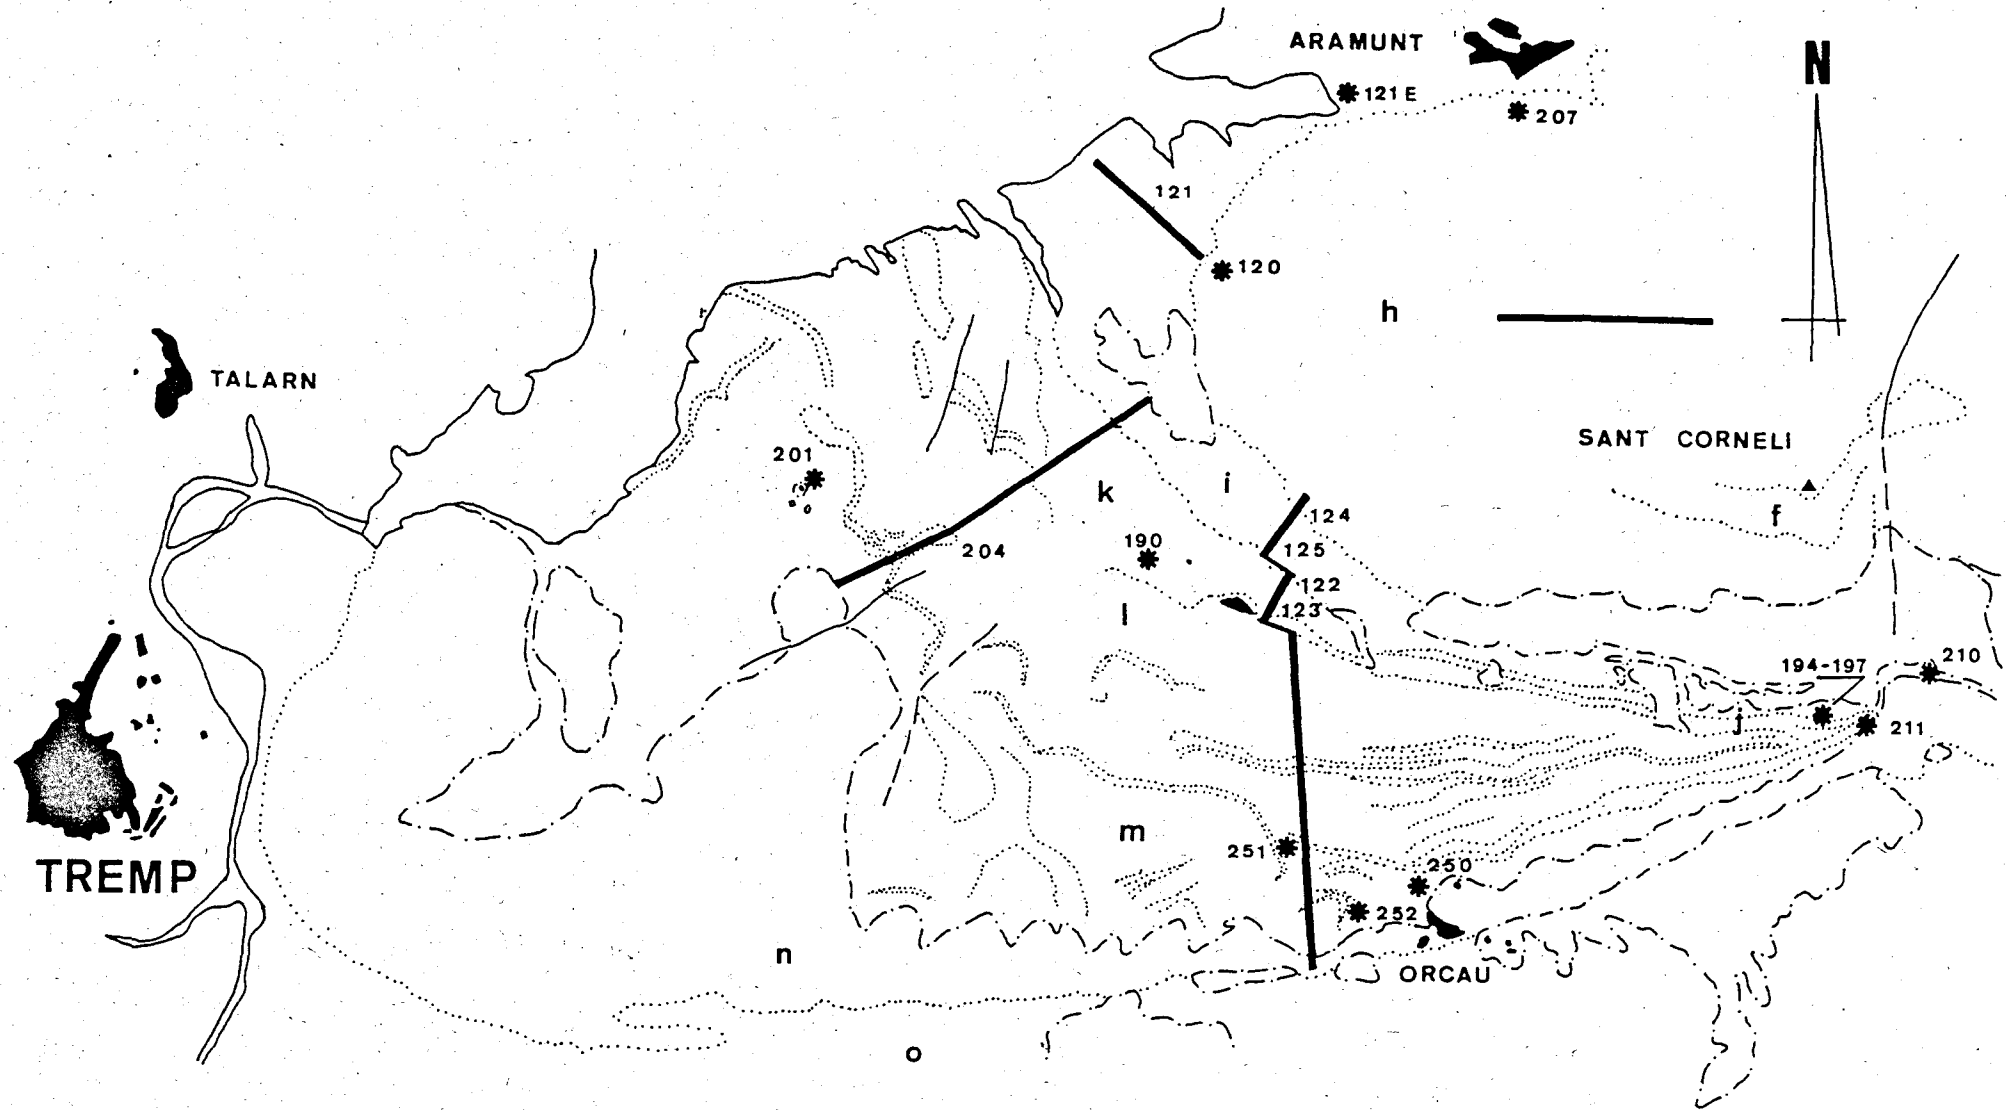 ARAMUNT
N
121 E
207
121
120
h
TALARN
SANT CORNELI
201
k
i
f
124
204
190
125
122
123
l
194-197
210
j
211
m
251
250
TREMP
252
n
ORCAU
o